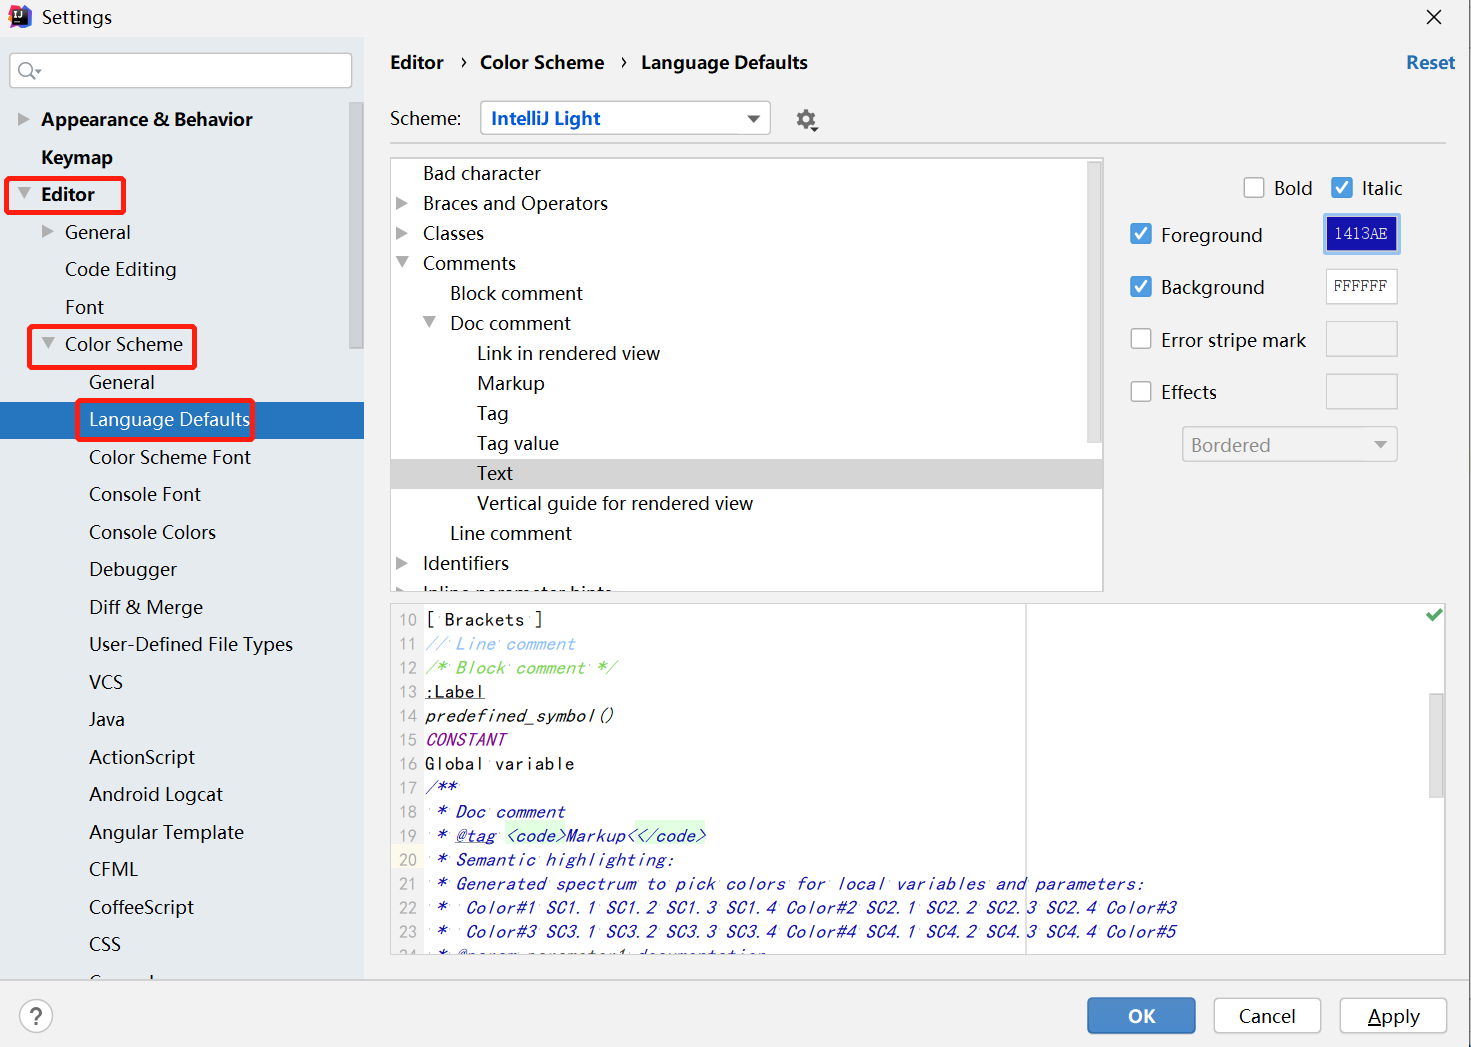 Settings
Editor › Color Scheme › Language Defaults
Reset
Appearance & Behavior
Keymap
Editor
General
Code Editing
Font
Color Scheme
General
Language Defaults
Color Scheme Font
Console Font
Console Colors
Debugger
Diff & Merge
User-Defined File Types
VCS
Java
ActionScript
Android Logcat
Angular Template
CFML
CoffeeScript
CSS
Scheme: IntelliJ Light
Bad character
Braces and Operators
Classes
Comments
Block comment
Doc comment
Link in rendered view
Markup
Tag
Tag value
Text
Vertical guide for rendered view
Line comment
Identifiers
Inline parameter hints
Bold Italic
Foreground 1413AE
Background FFFFFF
Error stripe mark
Effects
Bordered
10 [ Brackets ]
11 // Line comment
12 /* Block comment */
13 :Label
14 predefined_symbol()
15 CONSTANT
16 Global variable
17 /**
18 * Doc comment
19 * @tag <code>Markup<</code>
20 * Semantic highlighting:
21 * Generated spectrum to pick colors for local variables and parameters:
22 * Color#1 SC1.1 SC1.2 SC1.3 SC1.4 Color#2 SC2.1 SC2.2 SC2.3 SC2.4 Color#3
23 * Color#3 SC3.1 SC3.2 SC3.3 SC3.4 Color#4 SC4.1 SC4.2 SC4.3 SC4.4 Color#5
24 * @param parameter1 documentation
?
OK
Cancel
Apply